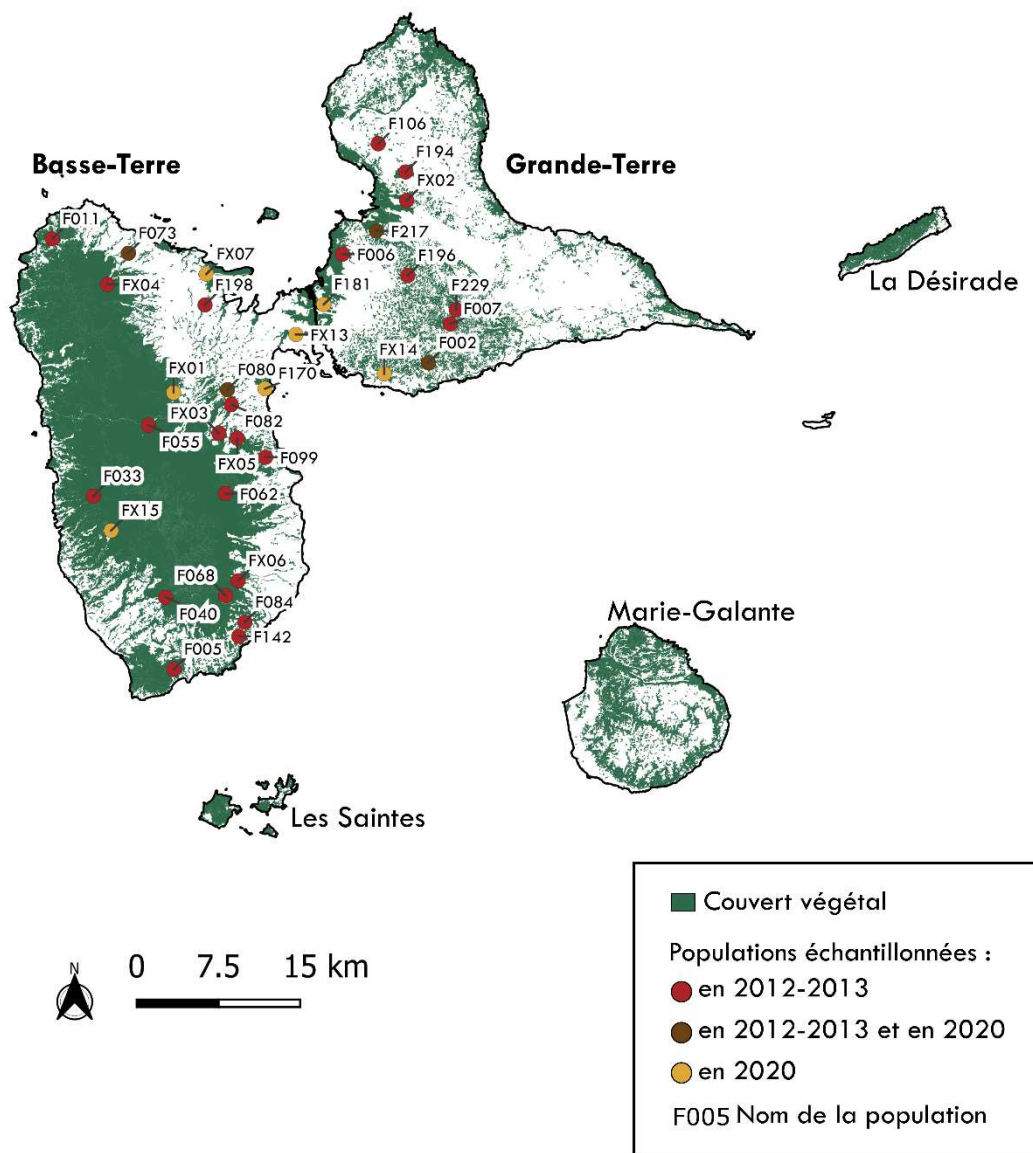 F106
F194
Basse-Terre
Grande-Terre
FX02
F011
F073
F217
FX07
F006
F196
La Désirade
FX04
F198
F181
F229
F007
FX13
FX01
F080
F170
FX14
F002
FX03
F082
F055
FX05
F099
F033
F062
FX15
FX06
F068
F084
F040
F142
F005
Marie-Galante
Les Saintes
Couvert végétal
Populations échantillonnées :
en 2012-2013
en 2012-2013 et en 2020
en 2020
F005 Nom de la population
N
0 7.5 15 km